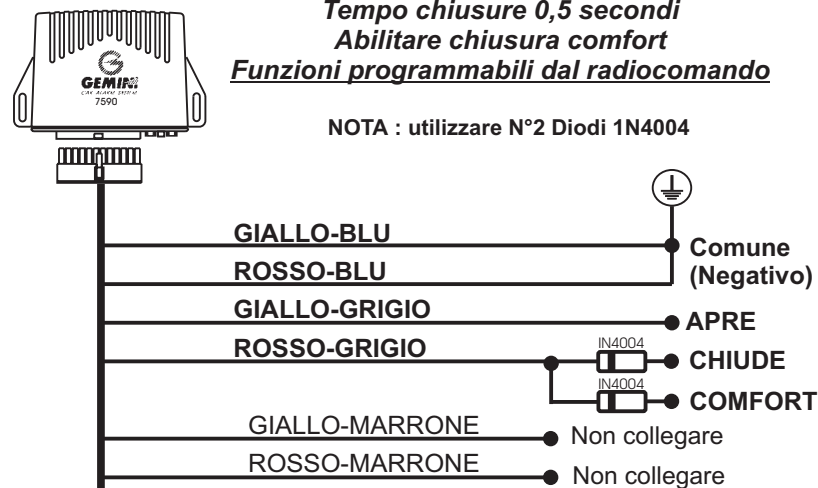 Tempo chiusure 0,5 secondi
Abilitare chiusura comfort
Funzioni programmabili dal radiocomando
GEMINI
CAR ALARM SYSTEM
7590
NOTA : utilizzare N°2 Diodi 1N4004
GIALLO-BLU
Comune
(Negativo)
ROSSO-BLU
GIALLO-GRIGIO
APRE
ROSSO-GRIGIO
IN4004
CHIUDE
IN4004
COMFORT
GIALLO-MARRONE
Non collegare
ROSSO-MARRONE
Non collegare